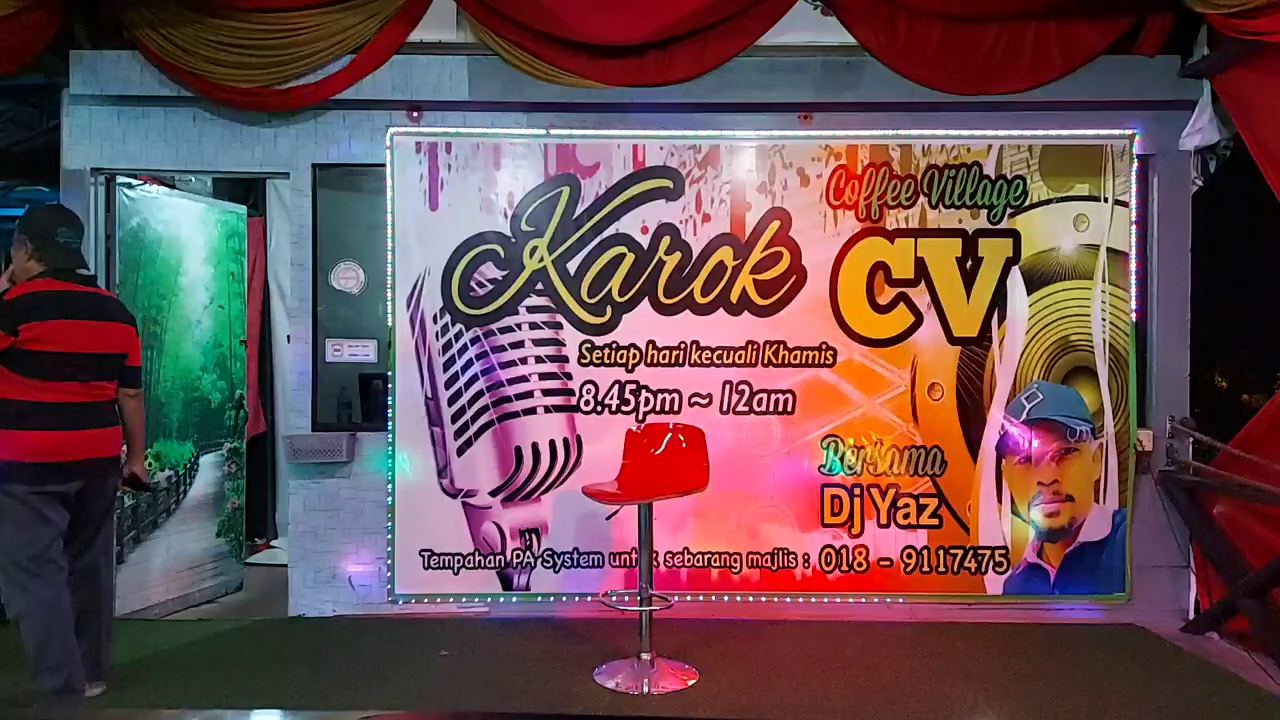 Karok
Coffee Village
CV
Setiap hari kecuali Khamis
8.45pm ~ 12am
Bersama
Dj Yaz
Tempahan PA System unt k sebarang majlis : 018 - 9117475